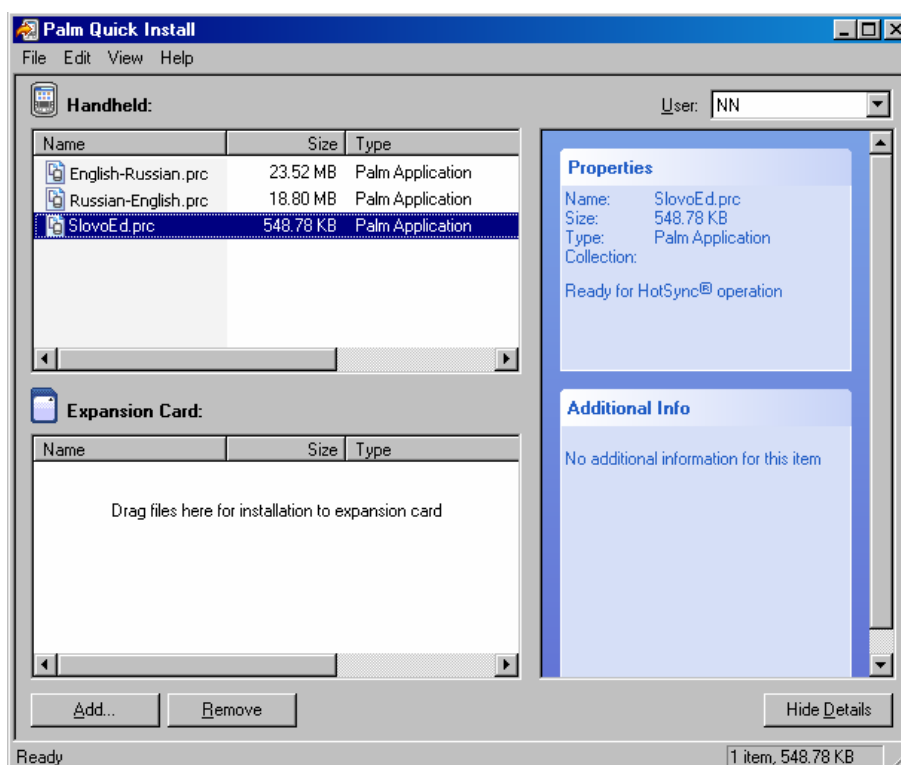 Palm Quick Install
File Edit View Help
Handheld:
User: NN
Name Size Type
English-Russian.prc 23.52 MB Palm Application
Russian-English.prc 18.80 MB Palm Application
SlovoEd.prc 548.78 KB Palm Application
Properties
Name: SlovoEd.prc
Size: 548.78 KB
Type: Palm Application
Collection:
Ready for HotSync® operation
Expansion Card:
Name Size Type
Drag files here for installation to expansion card
Additional Info
No additional information for this item
Add... Remove Hide Details
Ready 1 item, 548.78 KB